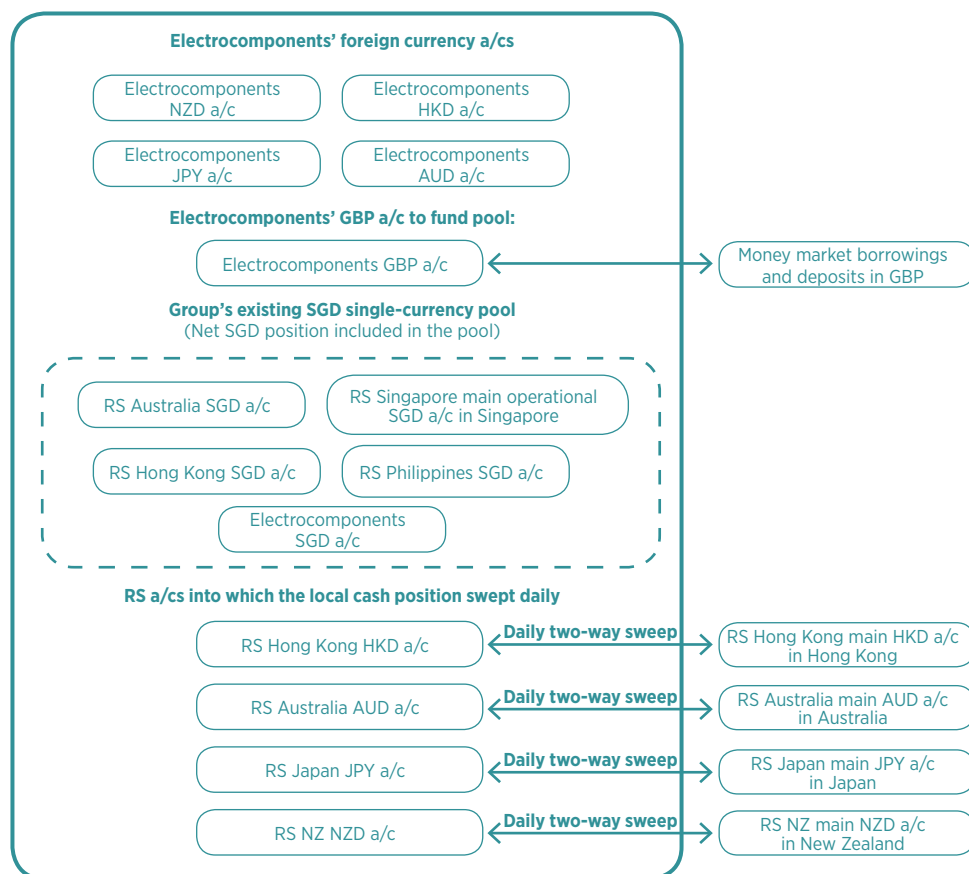 Electrocomponents’ foreign currency a/cs
Electrocomponents
NZD a/c
Electrocomponents
HKD a/c
Electrocomponents
JPY a/c
Electrocomponents
AUD a/c
Electrocomponents’ GBP a/c to fund pool:
Electrocomponents GBP a/c
Money market borrowings
and deposits in GBP
Group’s existing SGD single-currency pool
(Net SGD position included in the pool)
RS Australia SGD a/c
RS Singapore main operational
SGD a/c in Singapore
RS Hong Kong SGD a/c
RS Philippines SGD a/c
Electrocomponents
SGD a/c
RS a/cs into which the local cash position swept daily
RS Hong Kong HKD a/c
Daily two-way sweep
RS Hong Kong main HKD a/c
in Hong Kong
RS Australia AUD a/c
Daily two-way sweep
RS Australia main AUD a/c
in Australia
RS Japan JPY a/c
Daily two-way sweep
RS Japan main JPY a/c
in Japan
RS NZ NZD a/c
Daily two-way sweep
RS NZ main NZD a/c
in New Zealand